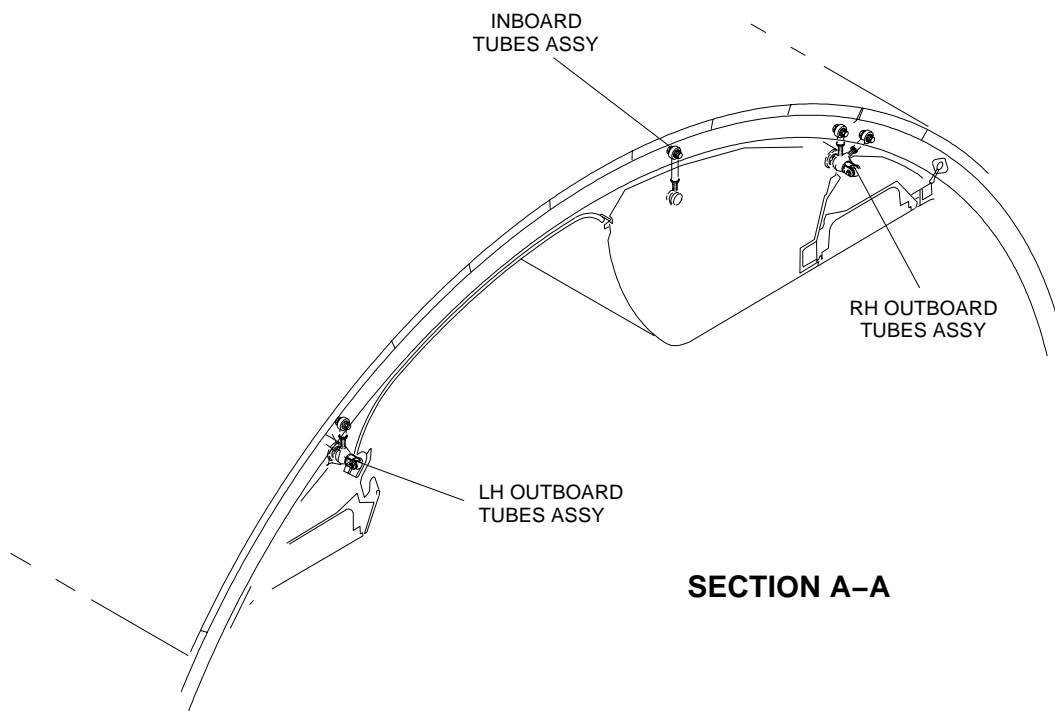 INBOARD
TUBES ASSY
RH OUTBOARD
TUBES ASSY
LH OUTBOARD
TUBES ASSY
SECTION A–A